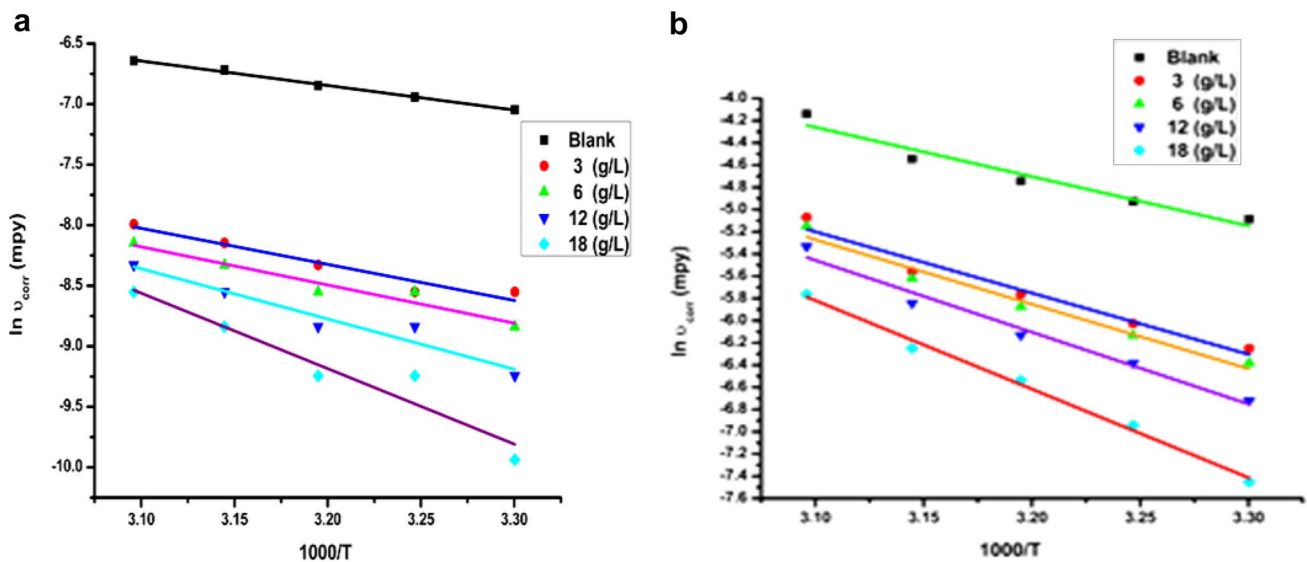 a
ln υcorr (mpy)
-6.5
-7.0
-7.5
-8.0
-8.5
-9.0
-9.5
-10.0
3.10 3.15 3.20 3.25 3.30
1000/T
Blank
3 (g/L)
6 (g/L)
12 (g/L)
18 (g/L)
b
ln υcorr (mpy)
-4.0
-4.2
-4.4
-4.6
-4.8
-5.0
-5.2
-5.4
-5.6
-5.8
-6.0
-6.2
-6.4
-6.6
-6.8
-7.0
-7.2
-7.4
-7.6
3.10 3.15 3.20 3.25 3.30
1000/T
Blank
3 (g/L)
6 (g/L)
12 (g/L)
18 (g/L)